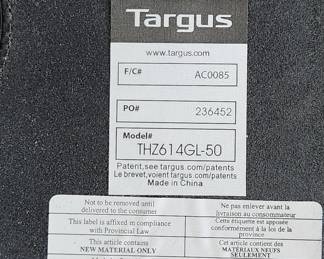 Targus
www.targus.com
F/C# AC0085
PO# 236452
Model#
THZ614GL-50
Patent,see targus.com/patents
Le brevet,voient targus.com/patents
Made in China
Not to be removed until
delivered to the consumer
Ne pas enlever avant la
livraison au consommateur
This label is affixed in compliance
with Provincial Law
Cette étiquette est apposée
conformément à la loi de la
province
This article contains
NEW MATERIAL ONLY
Cet article contient des
MATÉRIAUX NEUFS
SEULEMENT